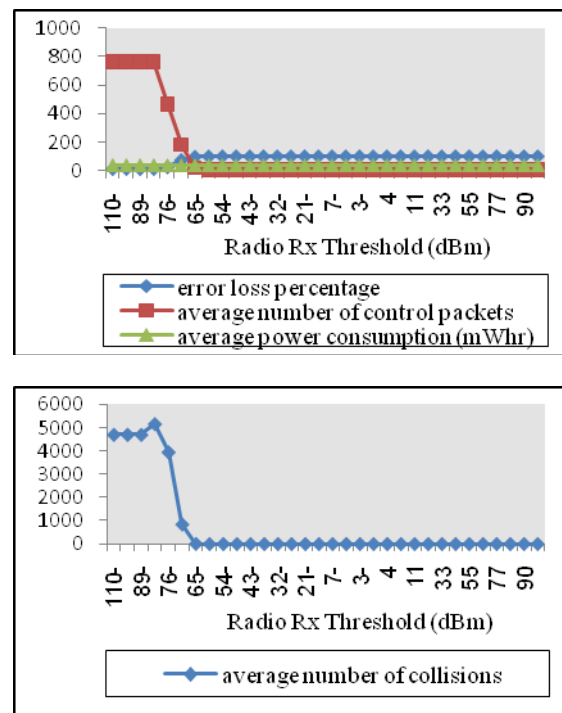 1000
800
600
400
200
0
110- 89- 76- 65- 54- 43- 32- 21- 7- 3- 4 11 33 55 77 90
Radio Rx Threshold (dBm)
error loss percentage
average number of control packets
average power consumption (mWhr)
6000
5000
4000
3000
2000
1000
0
110- 89- 76- 65- 54- 43- 32- 21- 7- 3- 4 11 33 55 77 90
Radio Rx Threshold (dBm)
average number of collisions